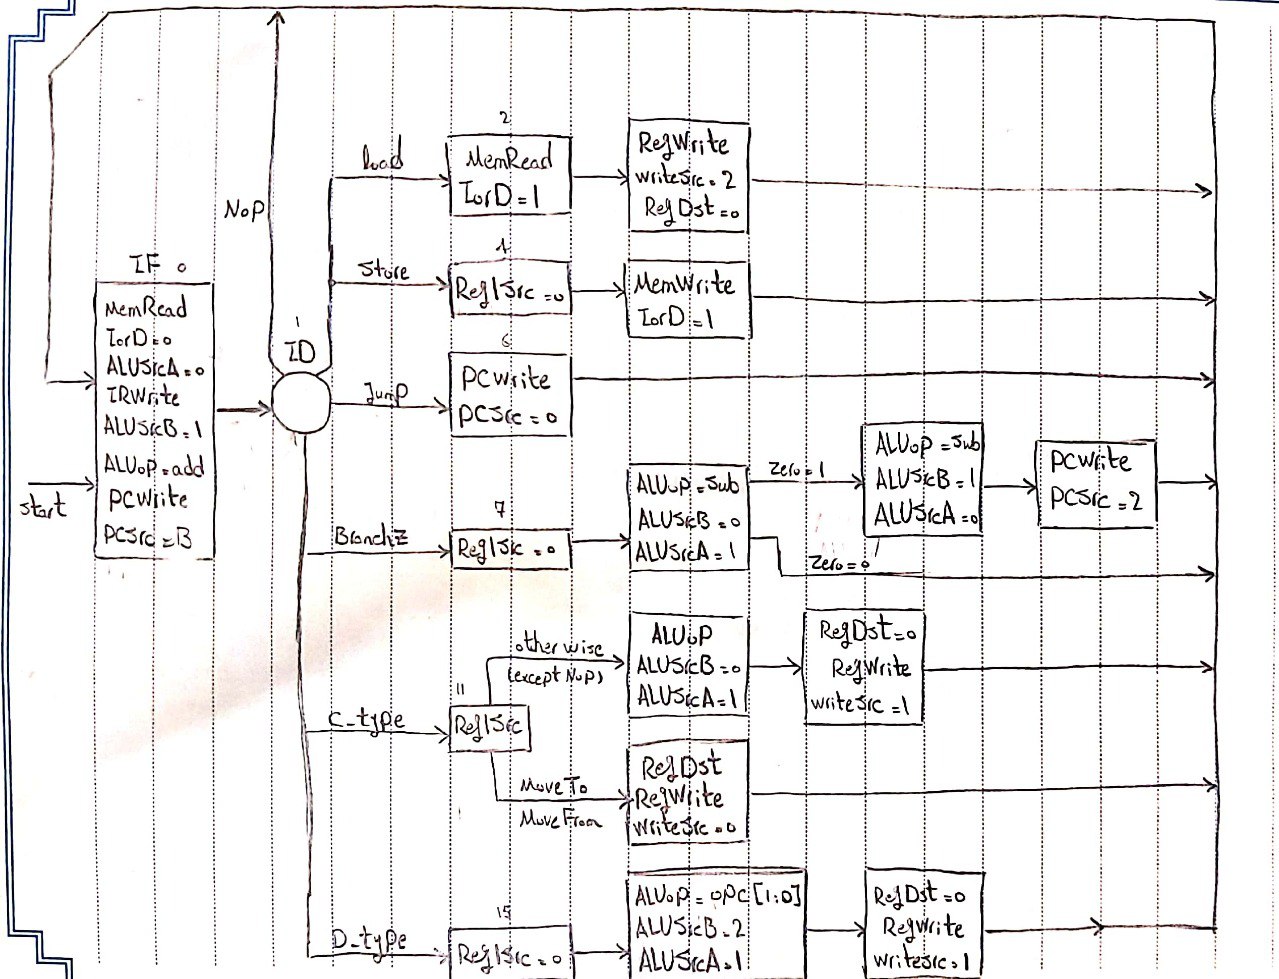 NoP
IF 0
MemRead
IorD=0
ALUSrcA=0
IRWrite
ALUSrcB=1
ALUoP=add
PCWrite
PCSrc=B
start
1
ID
load
2
MemRead
IorD=1
RegWrite
writeSrc=2
RegDst=0
Store
4
Reg1Src=0
MemWrite
IorD=1
Jump
6
PCWrite
PCSrc=0
BranchZ
7
Reg1Src=0
ALUoP=Sub
ALUSrcB=0
ALUSrcA=1
Zero=1
ALUoP=Sub
ALUSrcB=1
ALUSrcA=0
PCWrite
PCSrc=2
Zero=0
C_type
11
Reg1Src
other wise
(except NoP)
ALUoP
ALUSrcB=0
ALUSrcA=1
RegDst=0
RegWrite
writeSrc=1
MoveTo
MoveFrom
RegDst
RegWrite
writeSrc=0
D_type
15
Reg1Src=0
ALUoP=opc[1:0]
ALUSrcB=2
ALUSrcA=1
RegDst=0
RegWrite
writeSrc=1